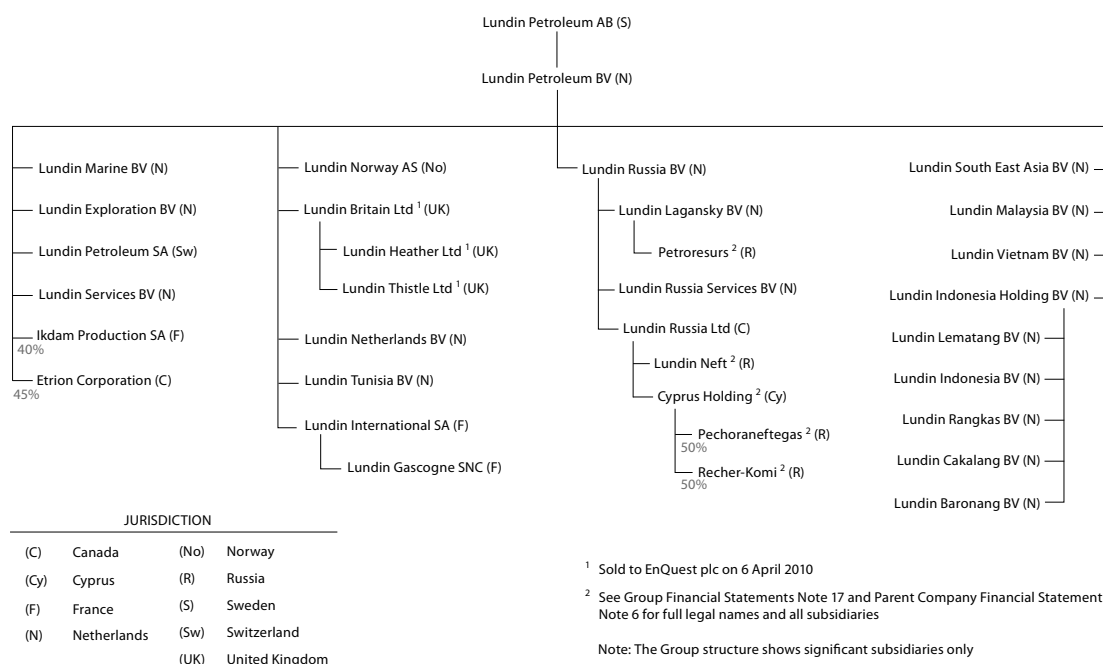 Lundin Petroleum AB (S)
Lundin Petroleum BV (N)
Lundin Marine BV (N)
Lundin Exploration BV (N)
Lundin Petroleum SA (Sw)
Lundin Services BV (N)
Ikdam Production SA (F)
40%
Etrion Corporation (C)
45%
Lundin Norway AS (No)
Lundin Britain Ltd ¹ (UK)
Lundin Heather Ltd ¹ (UK)
Lundin Thistle Ltd ¹ (UK)
Lundin Netherlands BV (N)
Lundin Tunisia BV (N)
Lundin International SA (F)
Lundin Gascogne SNC (F)
Lundin Russia BV (N)
Lundin Lagansky BV (N)
Petroresurs ² (R)
Lundin Russia Services BV (N)
Lundin Russia Ltd (C)
Lundin Neft ² (R)
Cyprus Holding ² (Cy)
Pechoraneftegas ² (R)
50%
Recher-Komi ² (R)
50%
Lundin South East Asia BV (N)
Lundin Malaysia BV (N)
Lundin Vietnam BV (N)
Lundin Indonesia Holding BV (N)
Lundin Lematang BV (N)
Lundin Indonesia BV (N)
Lundin Rangkas BV (N)
Lundin Cakalang BV (N)
Lundin Baronang BV (N)
JURISDICTION
(C) Canada (No) Norway
(Cy) Cyprus (R) Russia
(F) France (S) Sweden
(N) Netherlands (Sw) Switzerland
(UK) United Kingdom
¹ Sold to EnQuest plc on 6 April 2010
² See Group Financial Statements Note 17 and Parent Company Financial Statement
Note 6 for full legal names and all subsidiaries
Note: The Group structure shows significant subsidiaries only